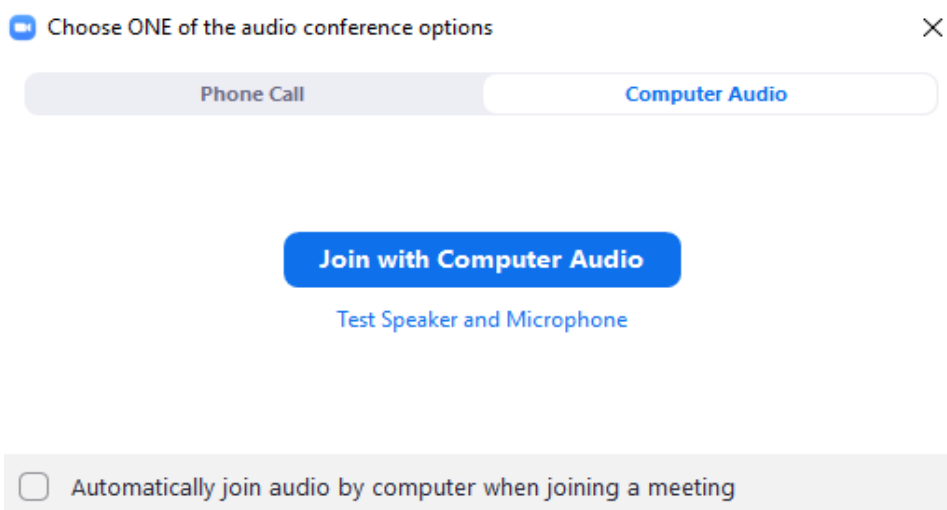 Choose ONE of the audio conference options
Phone Call
Computer Audio
Join with Computer Audio
Test Speaker and Microphone
Automatically join audio by computer when joining a meeting